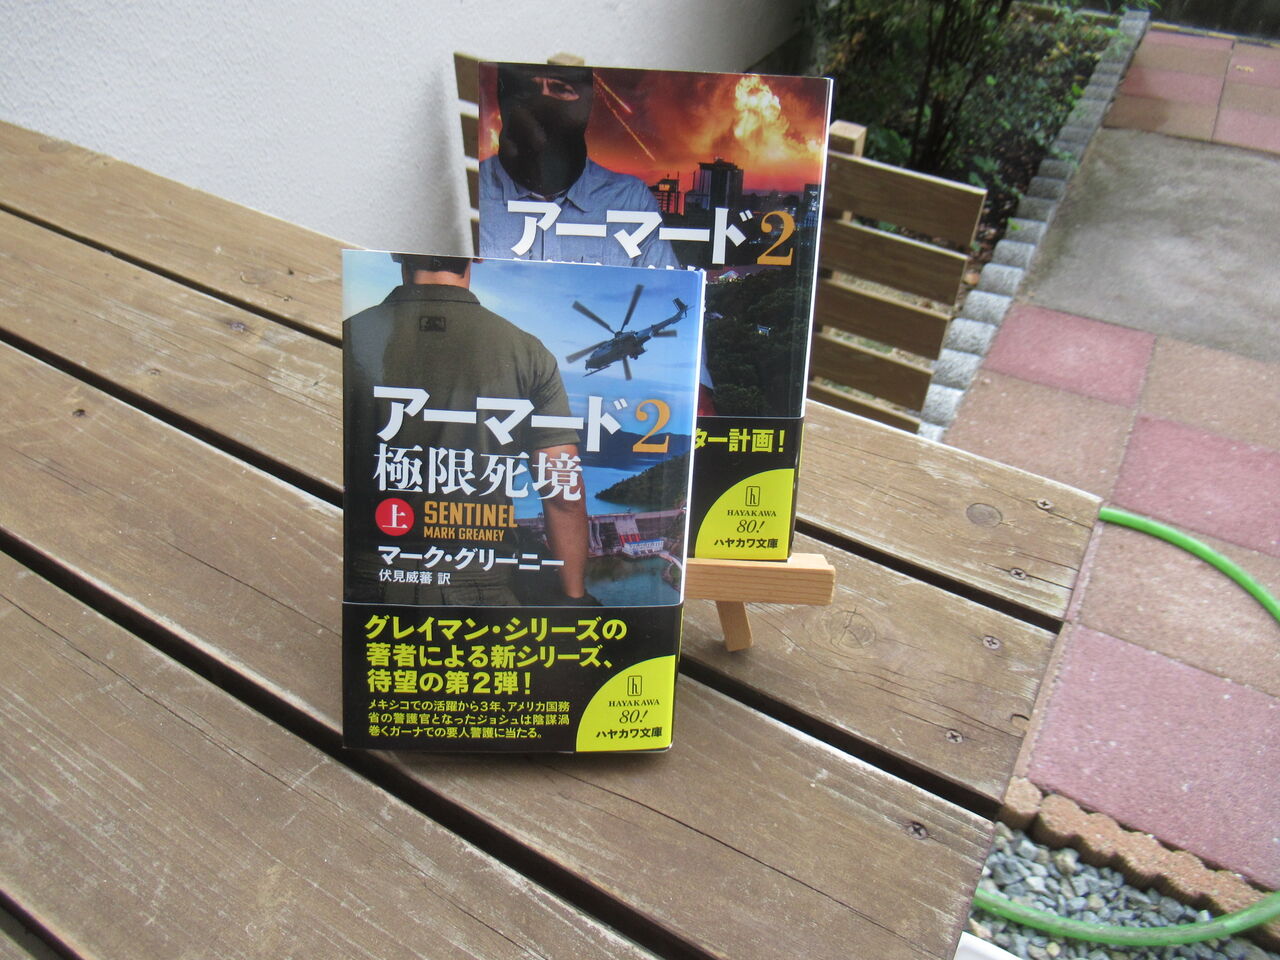 アーマード2
ター計画!
HAYAKAWA
80!
ハヤカワ文庫
アーマード2
極限死境
上 SENTINEL
MARK GREANEY
マーク・グリーニー
伏見威蕃 訳
グレイマン・シリーズの
著者による新シリーズ、
待望の第2弾!
メキシコでの活躍から3年、アメリカ国務
省の警護官となったジョシュは陰謀渦
巻くガーナでの要人警護に当たる。
HAYAKAWA
80!
ハヤカワ文庫